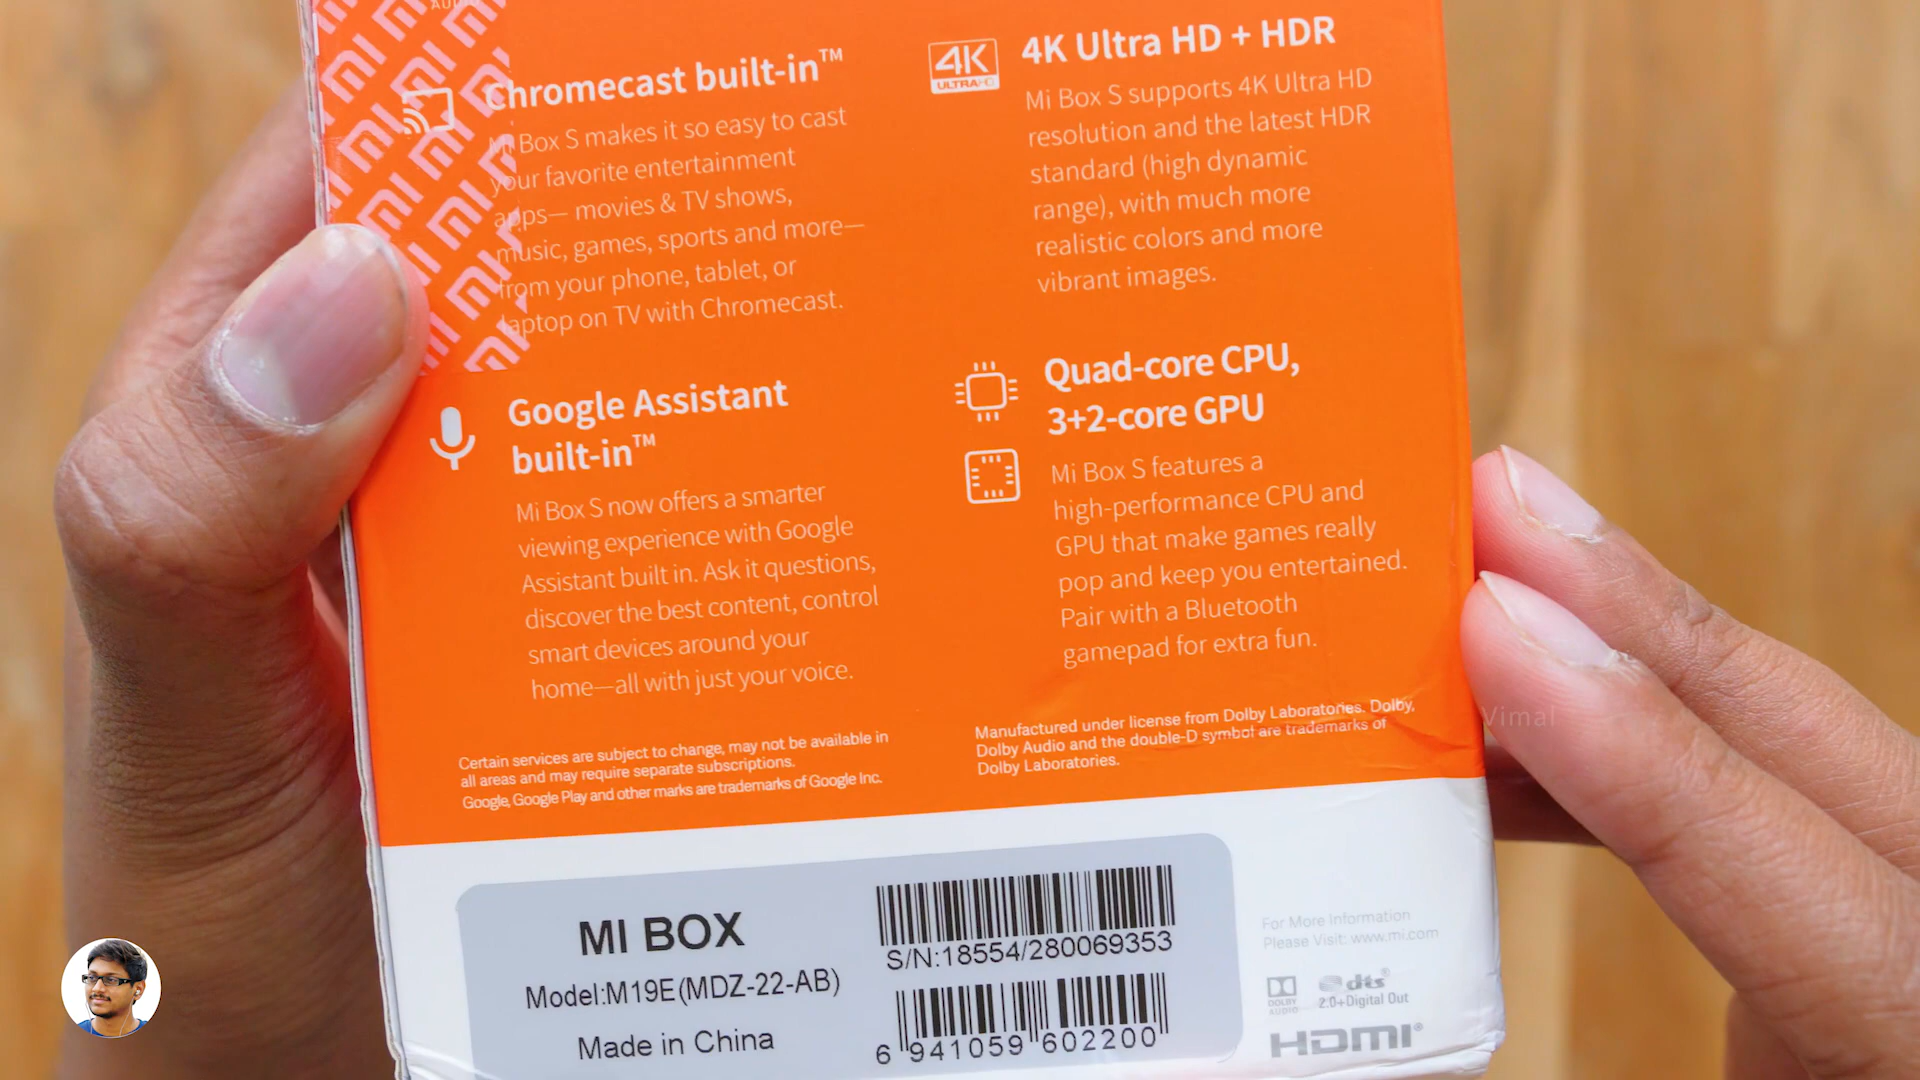 AUDIO
Chromecast built-in™
Mi Box S makes it so easy to cast
your favorite entertainment
apps— movies & TV shows,
music, games, sports and more—
from your phone, tablet, or
laptop on TV with Chromecast.
4K
ULTRA HD
4K Ultra HD + HDR
Mi Box S supports 4K Ultra HD
resolution and the latest HDR
standard (high dynamic
range), with much more
realistic colors and more
vibrant images.
Google Assistant
built-in™
Mi Box S now offers a smarter
viewing experience with Google
Assistant built in. Ask it questions,
discover the best content, control
smart devices around your
home—all with just your voice.
Quad-core CPU,
3+2-core GPU
Mi Box S features a
high-performance CPU and
GPU that make games really
pop and keep you entertained.
Pair with a Bluetooth
gamepad for extra fun.
Certain services are subject to change, may not be available in
all areas and may require separate subscriptions.
Google, Google Play and other marks are trademarks of Google Inc.
Manufactured under license from Dolby Laboratories. Dolby,
Dolby Audio and the double-D symbol are trademarks of
Dolby Laboratories.
Vimal
MI BOX
Model:M19E(MDZ-22-AB)
Made in China
S/N:18554/280069353
6 941059 602200
For More Information
Please Visit: www.mi.com
DOLBY
AUDIO
dts®
2.0+Digital Out
HDMI®